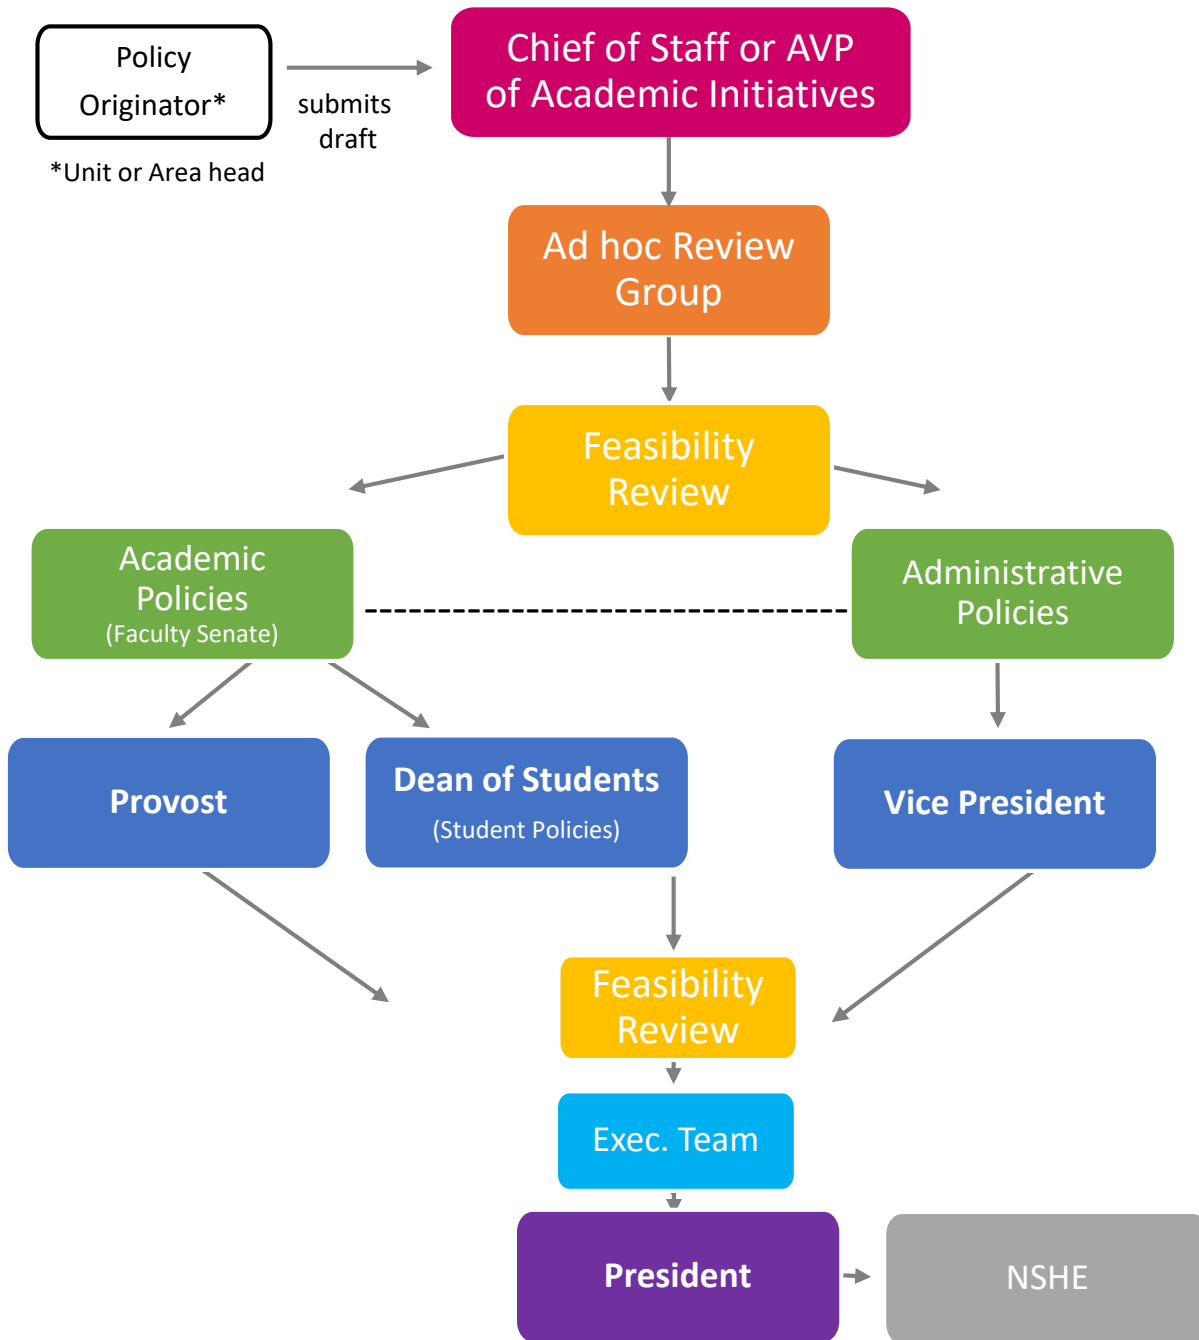 Policy
Originator*
submits
draft
*Unit or Area head
Chief of Staff or AVP
of Academic Initiatives
Ad hoc Review
Group
Feasibility
Review
Academic
Policies
(Faculty Senate)
Administrative
Policies
Provost
Dean of Students
(Student Policies)
Vice President
Feasibility
Review
Exec. Team
President
NSHE